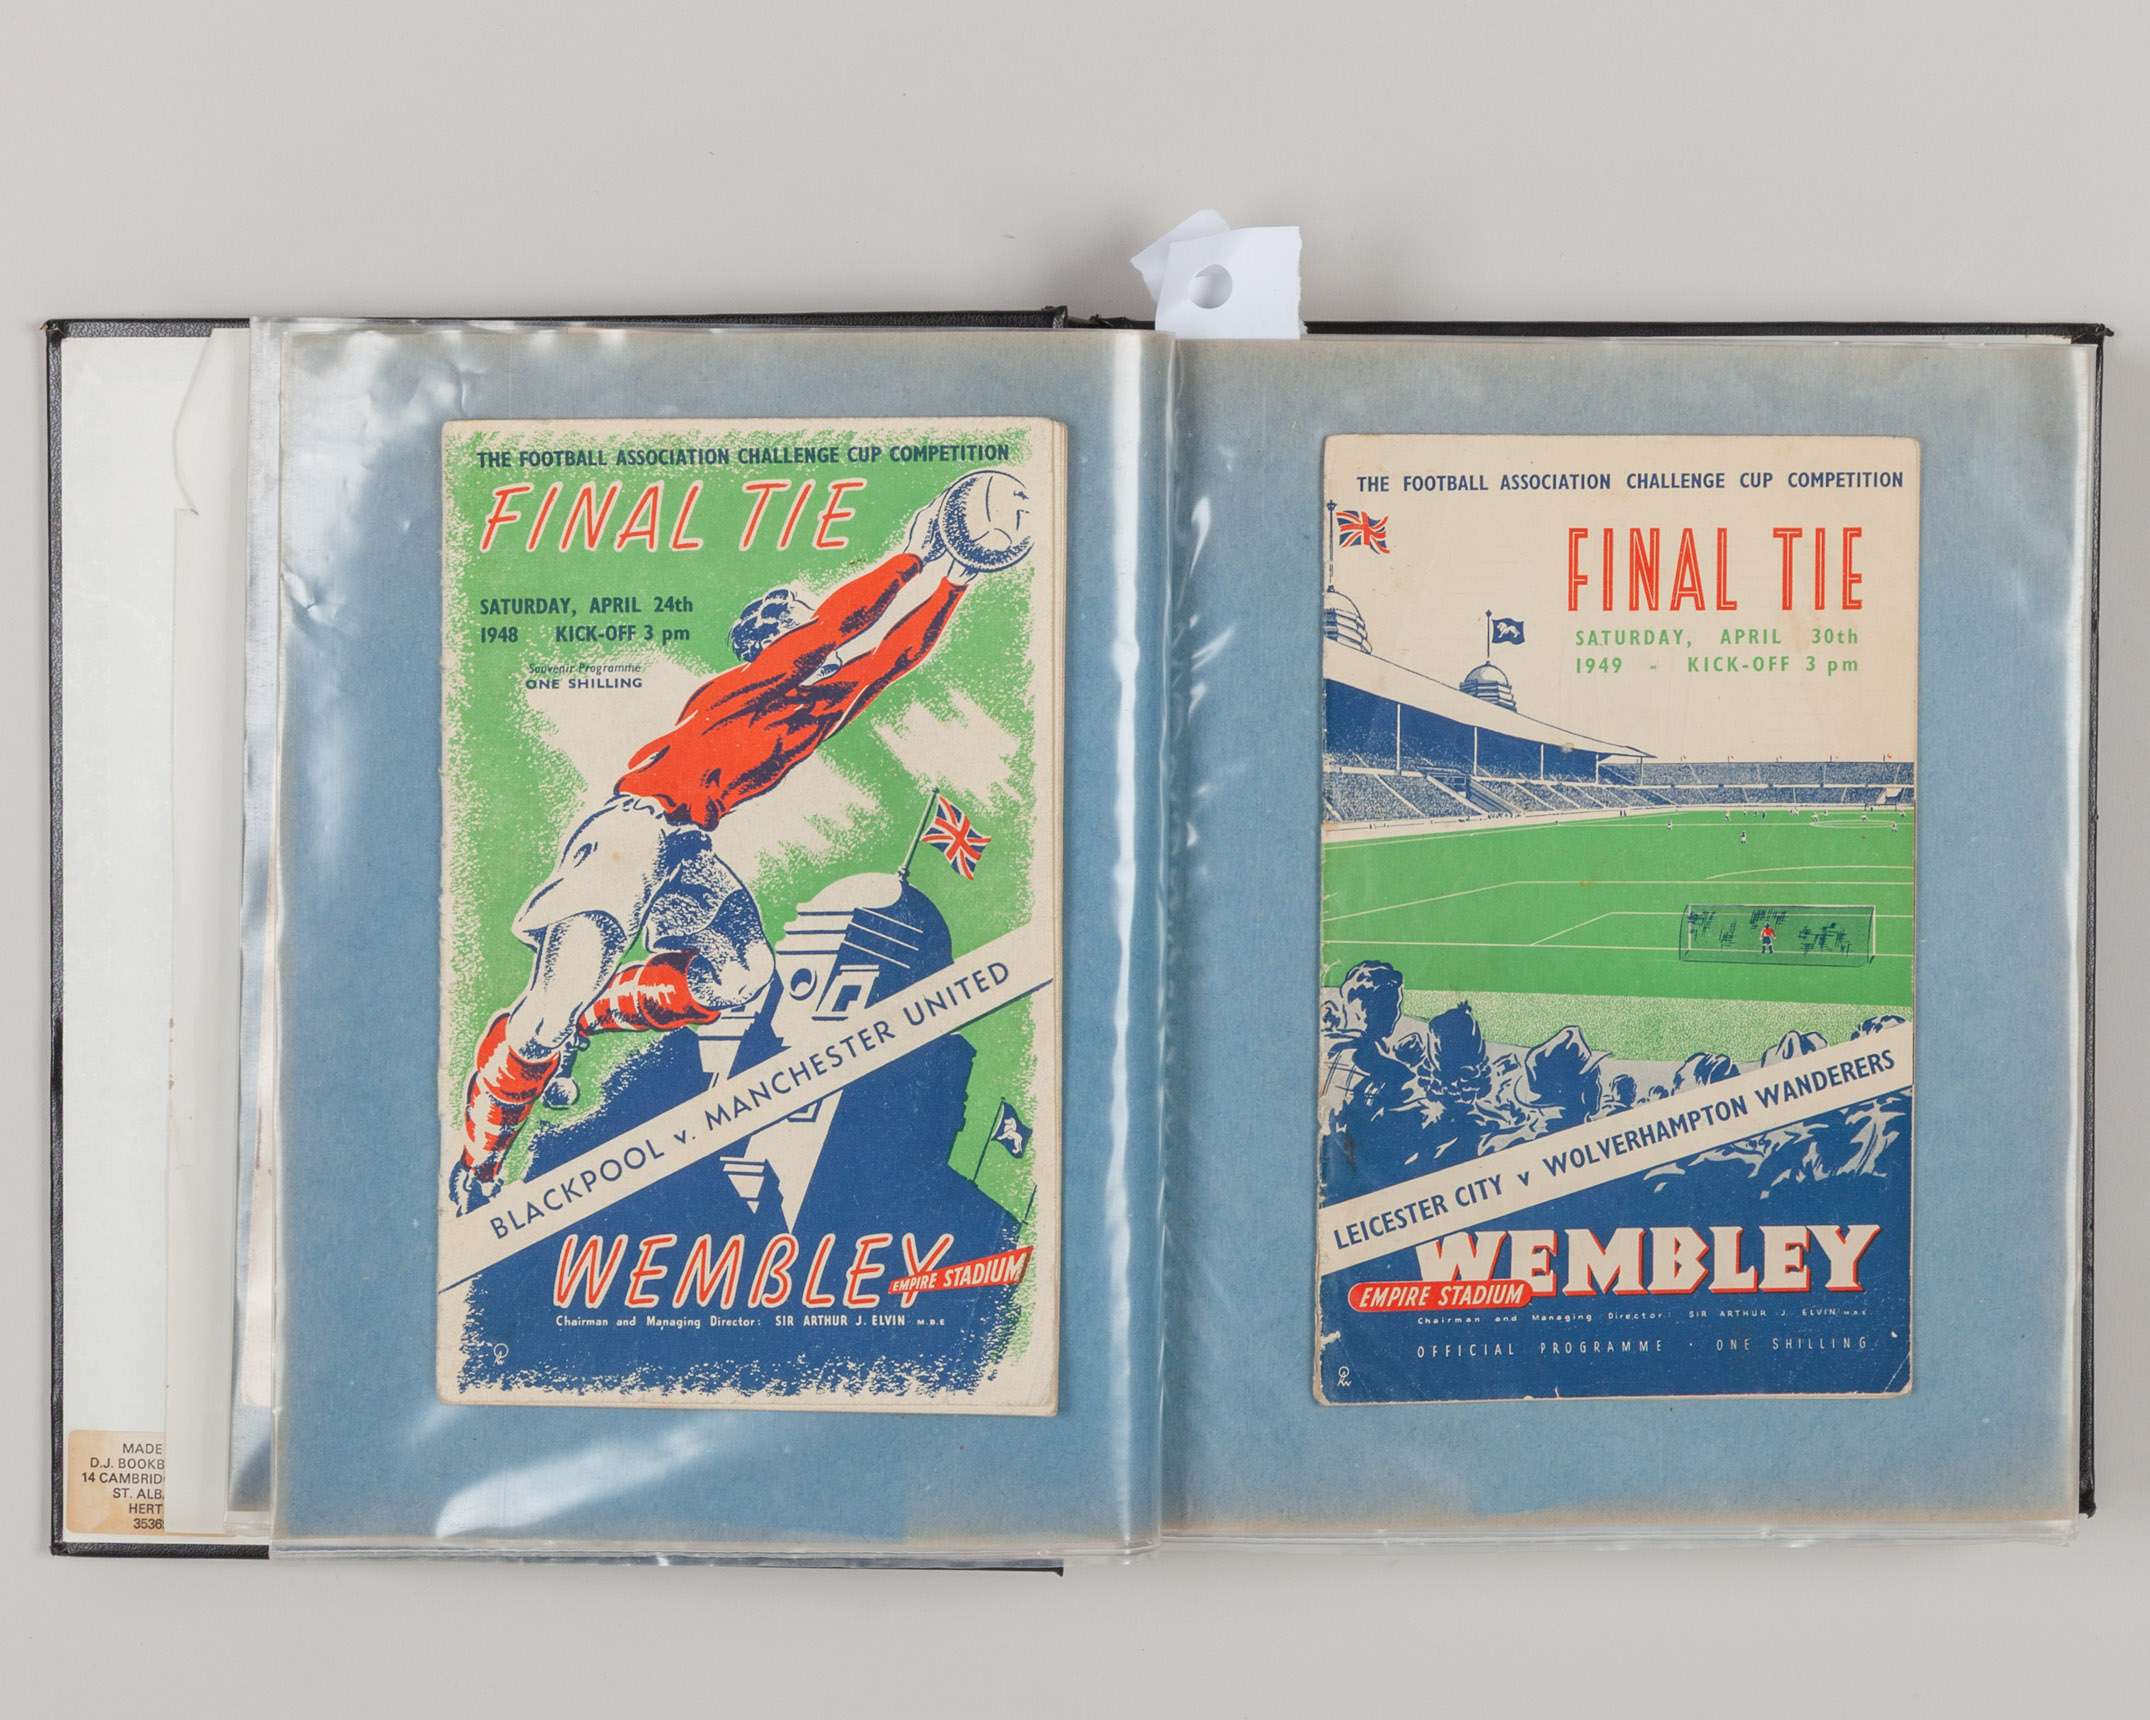 THE FOOTBALL ASSOCIATION CHALLENGE CUP COMPETITION
FINAL TIE
SATURDAY, APRIL 24th
1948 KICK-OFF 3 pm
Souvenir Programme
ONE SHILLING
BLACKPOOL v. MANCHESTER UNITED
WEMBLEY
EMPIRE STADIUM
Chairman and Managing Director: SIR ARTHUR J. ELVIN M.B.E
THE FOOTBALL ASSOCIATION CHALLENGE CUP COMPETITION
FINAL TIE
SATURDAY, APRIL 30th
1949 - KICK-OFF 3 pm
LEICESTER CITY v WOLVERHAMPTON WANDERERS
WEMBLEY
EMPIRE STADIUM
Chairman and Managing Director: SIR ARTHUR J. ELVIN M.B.E
OFFICIAL PROGRAMME · ONE SHILLING
MADE
D.J. BOOKB
14 CAMBRID
ST. ALB
HERT
3536